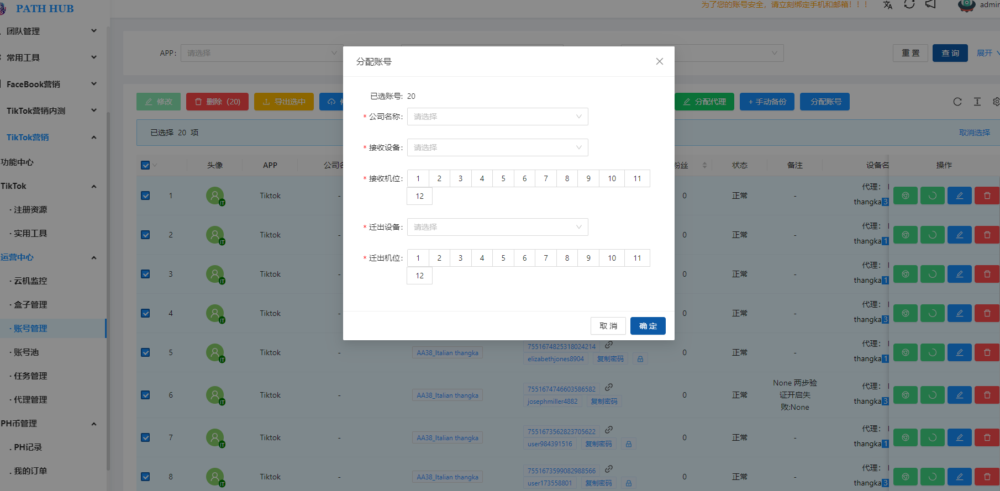 PATH HUB
为了您的账号安全，请立刻绑定手机和邮箱！！！
团队管理
常用工具
FaceBook营销
TikTok营销内测
TikTok营销
功能中心
TikTok
· 注册资源
· 实用工具
运营中心
· 云机监控
· 盒子管理
· 账号管理
· 账号池
· 任务管理
· 代理管理
PH币管理
. PH记录
. 我的订单
APP: 请选择
重 置 查 询 展开
修改 删除（20） 导出选中 分配代理 + 手动备份 分配账号
已选择 20 项 取消选择
头像 APP 粉丝 状态 备注 设备名 操作
分配账号
已选账号: 20
* 公司名称: 请选择
* 接收设备: 请选择
* 接收机位: 1 2 3 4 5 6 7 8 9 10 11
12
* 迁出设备: 请选择
* 迁出机位: 1 2 3 4 5 6 7 8 9 10 11
12
取 消 确 定
1 IT Tiktok - 0 正常 - 代理：
thangka 3
2 IT Tiktok - 0 正常 - 代理：
thangka 1
3 IT Tiktok - 0 正常 - 代理：
thangka 1
4 IT Tiktok - 0 正常 - 代理：
thangka 3
5 IT Tiktok - AA38_Italian thangka 7551674825318024214 0 正常 - 代理：
elizabethjones8904 复制密码 thangka 1
6 IT Tiktok - AA38_Italian thangka 7551674746603586582 0 正常 None 两步验 代理：
证开启失
josephmiller4882 复制密码 thangka 3
败:None
7 IT Tiktok - AA38_Italian thangka 7551673562823705622 0 正常 - 代理：
user984391516 复制密码 thangka 1
8 IT Tiktok - AA38_Italian thangka 7551673599082988566 0 正常 - 代理：
user173558801 复制密码 thangka 3